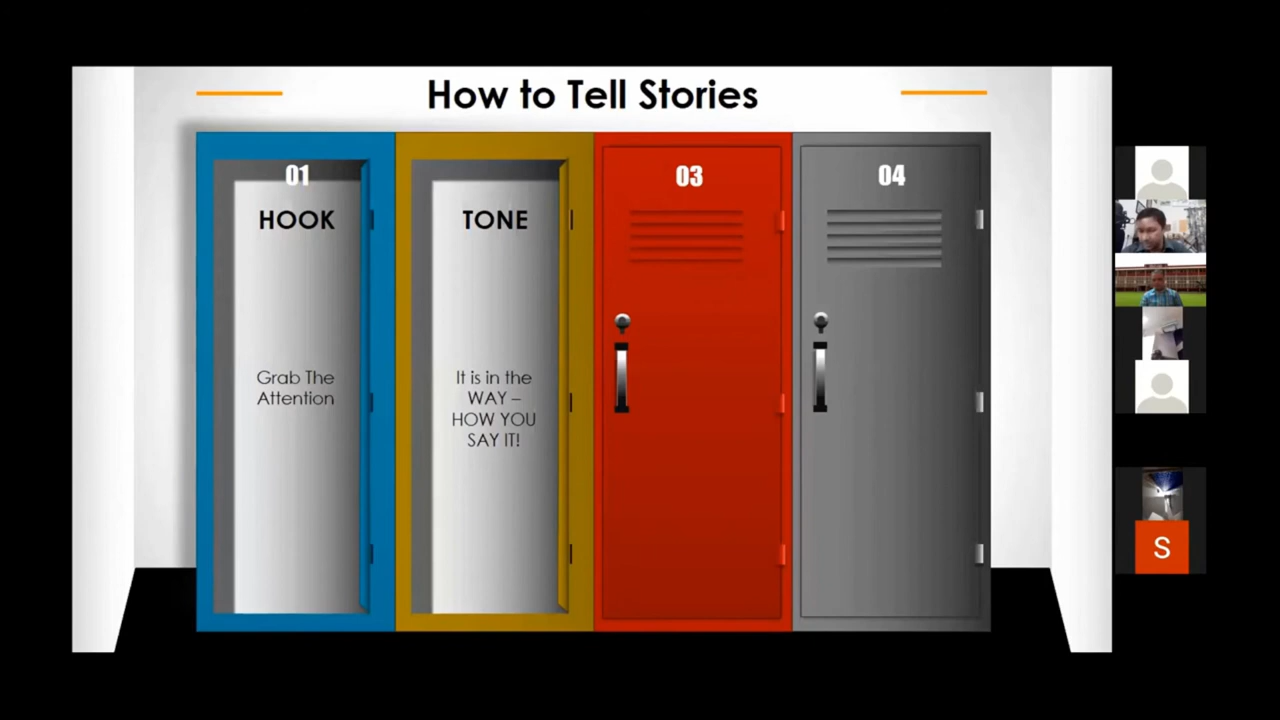 How to Tell Stories
01
HOOK
Grab The
Attention
TONE
It is in the
WAY –
HOW YOU
SAY IT!
03
04
S